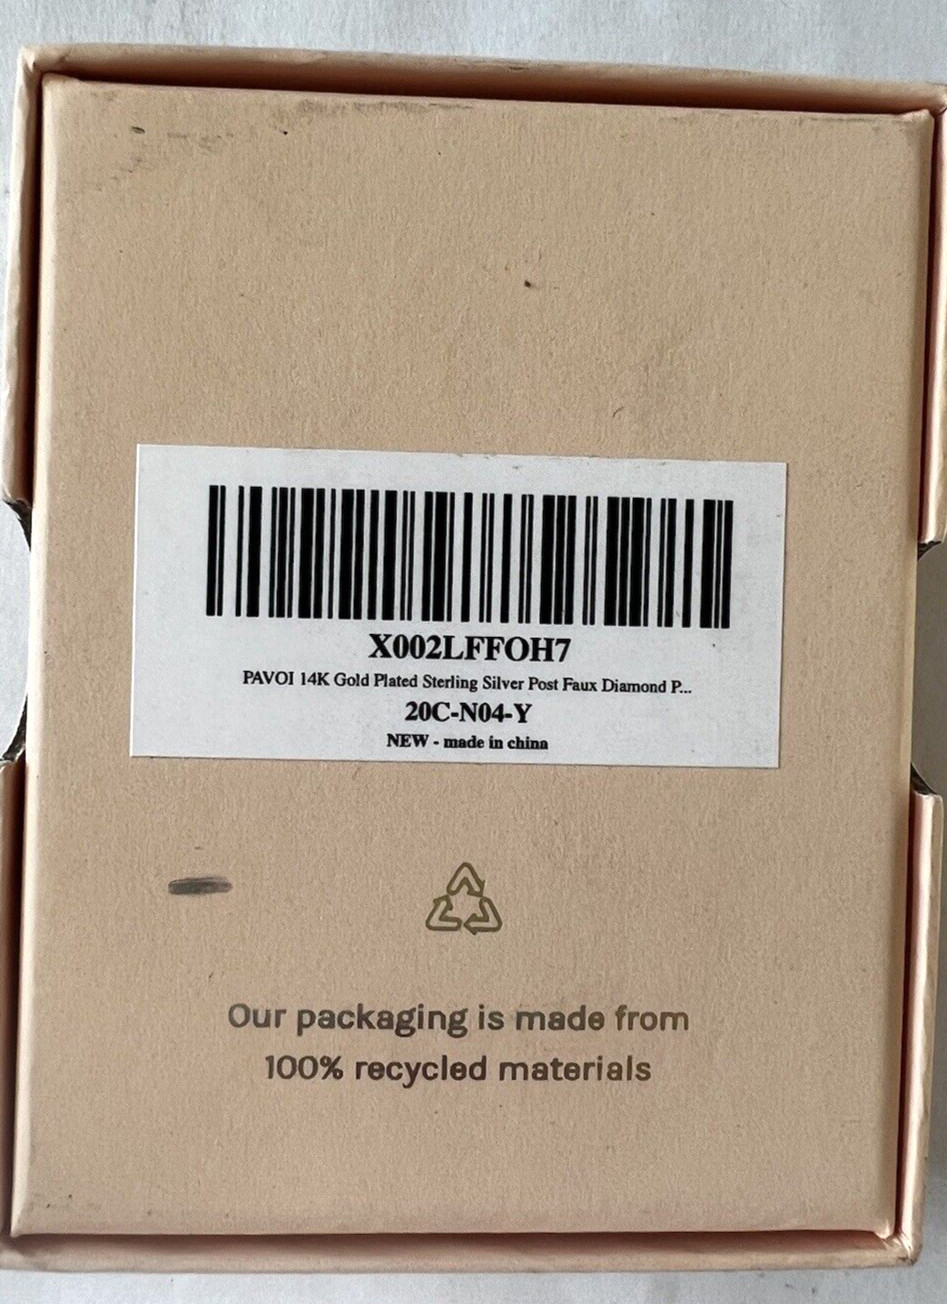 X002LFFOH7
PAVOI 14K Gold Plated Sterling Silver Post Faux Diamond P...
20C-N04-Y
NEW - made in china
Our packaging is made from
100% recycled materials